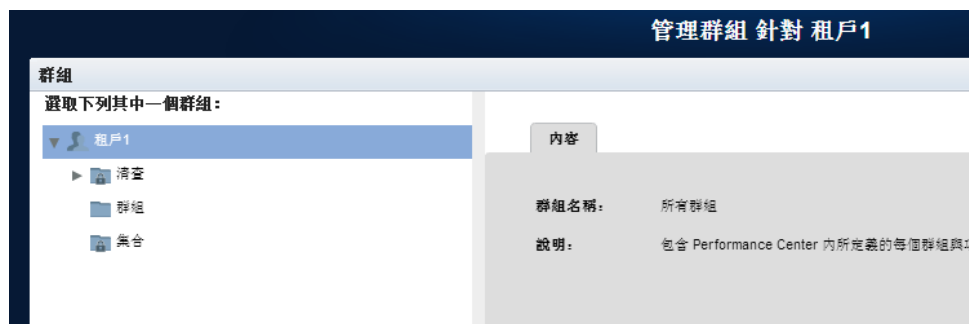 管理群組 針對 租戶1
群組
選取下列其中一個群組：
租戶1
清查
群組
集合
內容
群組名稱： 所有群組
說明： 包含 Performance Center 內所定義的每個群組與